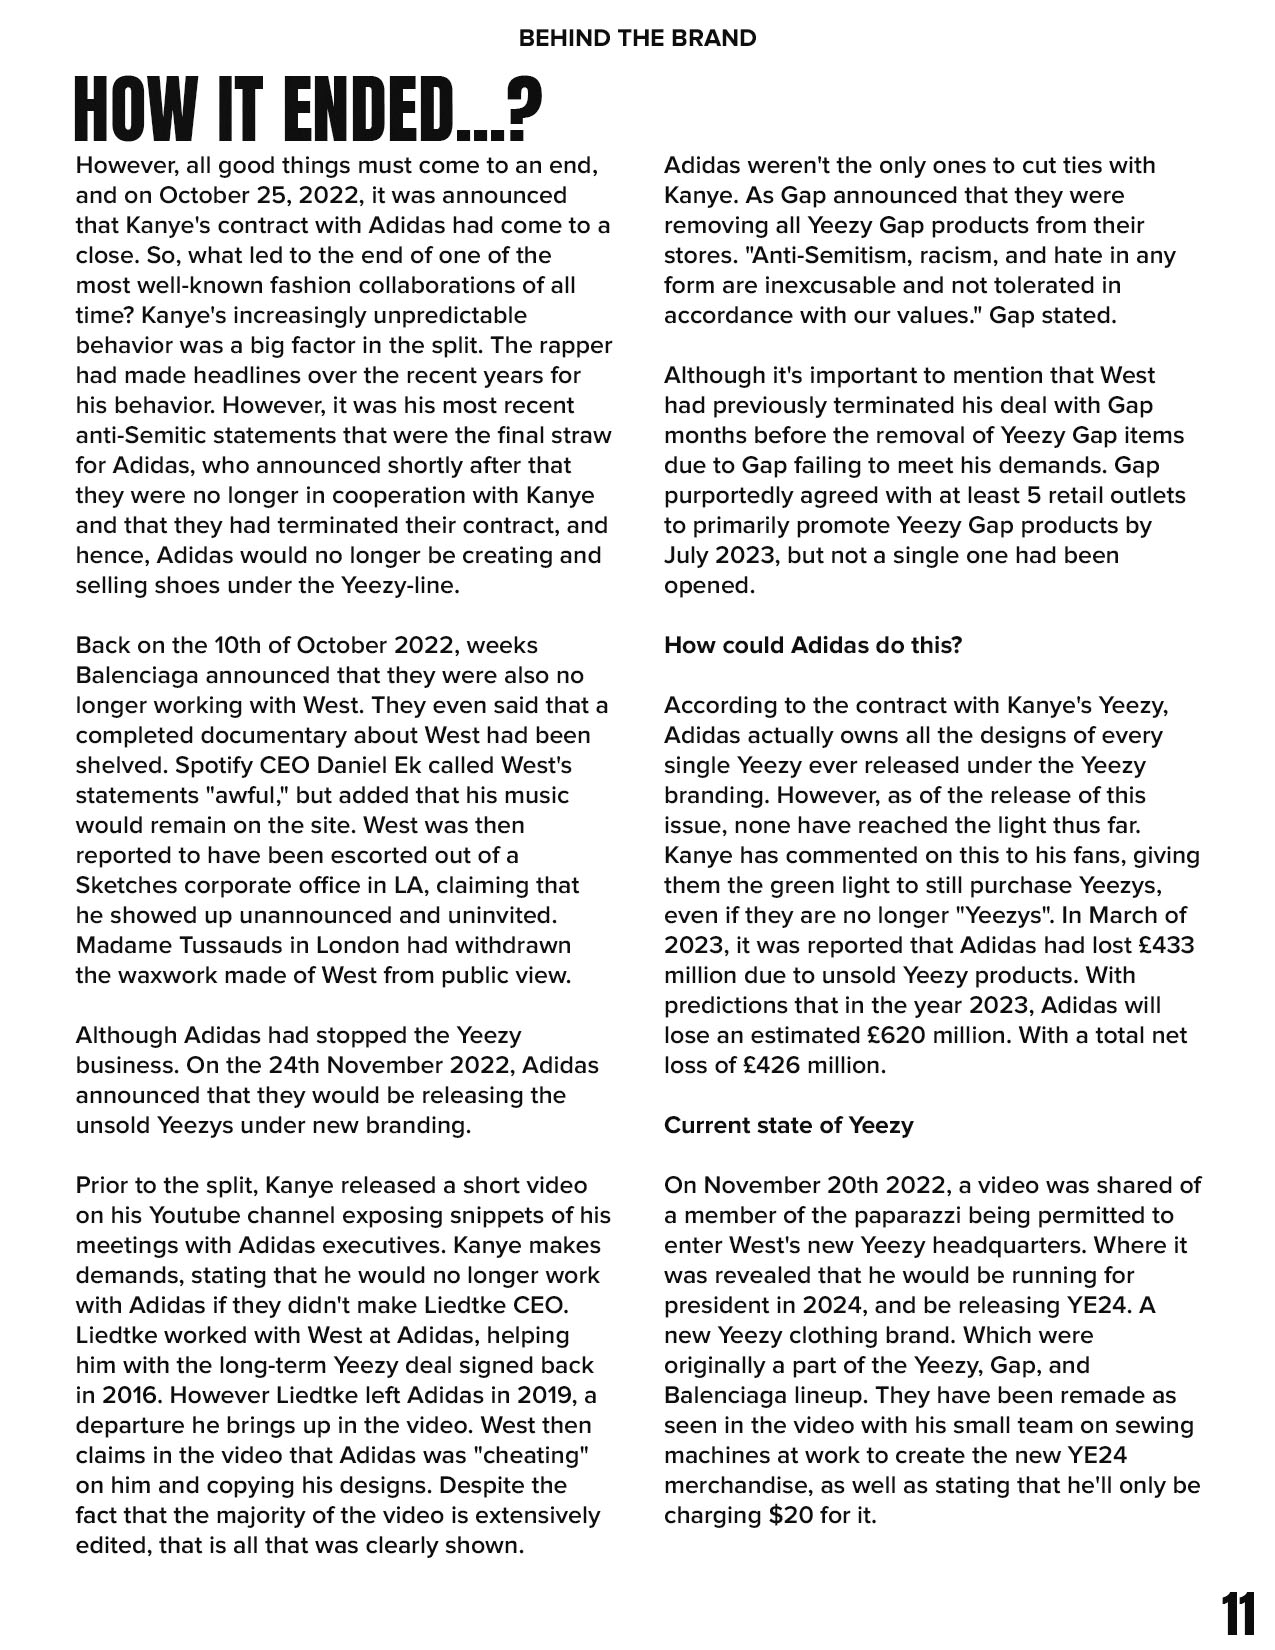 BEHIND THE BRAND
HOW IT ENDED...?
However, all good things must come to an end,
and on October 25, 2022, it was announced
that Kanye's contract with Adidas had come to a
close. So, what led to the end of one of the
most well-known fashion collaborations of all
time? Kanye's increasingly unpredictable
behavior was a big factor in the split. The rapper
had made headlines over the recent years for
his behavior. However, it was his most recent
anti-Semitic statements that were the final straw
for Adidas, who announced shortly after that
they were no longer in cooperation with Kanye
and that they had terminated their contract, and
hence, Adidas would no longer be creating and
selling shoes under the Yeezy-line.
Back on the 10th of October 2022, weeks
Balenciaga announced that they were also no
longer working with West. They even said that a
completed documentary about West had been
shelved. Spotify CEO Daniel Ek called West's
statements "awful," but added that his music
would remain on the site. West was then
reported to have been escorted out of a
Sketches corporate office in LA, claiming that
he showed up unannounced and uninvited.
Madame Tussauds in London had withdrawn
the waxwork made of West from public view.
Although Adidas had stopped the Yeezy
business. On the 24th November 2022, Adidas
announced that they would be releasing the
unsold Yeezys under new branding.
Prior to the split, Kanye released a short video
on his Youtube channel exposing snippets of his
meetings with Adidas executives. Kanye makes
demands, stating that he would no longer work
with Adidas if they didn't make Liedtke CEO.
Liedtke worked with West at Adidas, helping
him with the long-term Yeezy deal signed back
in 2016. However Liedtke left Adidas in 2019, a
departure he brings up in the video. West then
claims in the video that Adidas was "cheating"
on him and copying his designs. Despite the
fact that the majority of the video is extensively
edited, that is all that was clearly shown.
Adidas weren't the only ones to cut ties with
Kanye. As Gap announced that they were
removing all Yeezy Gap products from their
stores. "Anti-Semitism, racism, and hate in any
form are inexcusable and not tolerated in
accordance with our values." Gap stated.
Although it's important to mention that West
had previously terminated his deal with Gap
months before the removal of Yeezy Gap items
due to Gap failing to meet his demands. Gap
purportedly agreed with at least 5 retail outlets
to primarily promote Yeezy Gap products by
July 2023, but not a single one had been
opened.
How could Adidas do this?
According to the contract with Kanye's Yeezy,
Adidas actually owns all the designs of every
single Yeezy ever released under the Yeezy
branding. However, as of the release of this
issue, none have reached the light thus far.
Kanye has commented on this to his fans, giving
them the green light to still purchase Yeezys,
even if they are no longer "Yeezys". In March of
2023, it was reported that Adidas had lost £433
million due to unsold Yeezy products. With
predictions that in the year 2023, Adidas will
lose an estimated £620 million. With a total net
loss of £426 million.
Current state of Yeezy
On November 20th 2022, a video was shared of
a member of the paparazzi being permitted to
enter West's new Yeezy headquarters. Where it
was revealed that he would be running for
president in 2024, and be releasing YE24. A
new Yeezy clothing brand. Which were
originally a part of the Yeezy, Gap, and
Balenciaga lineup. They have been remade as
seen in the video with his small team on sewing
machines at work to create the new YE24
merchandise, as well as stating that he'll only be
charging $20 for it.
11